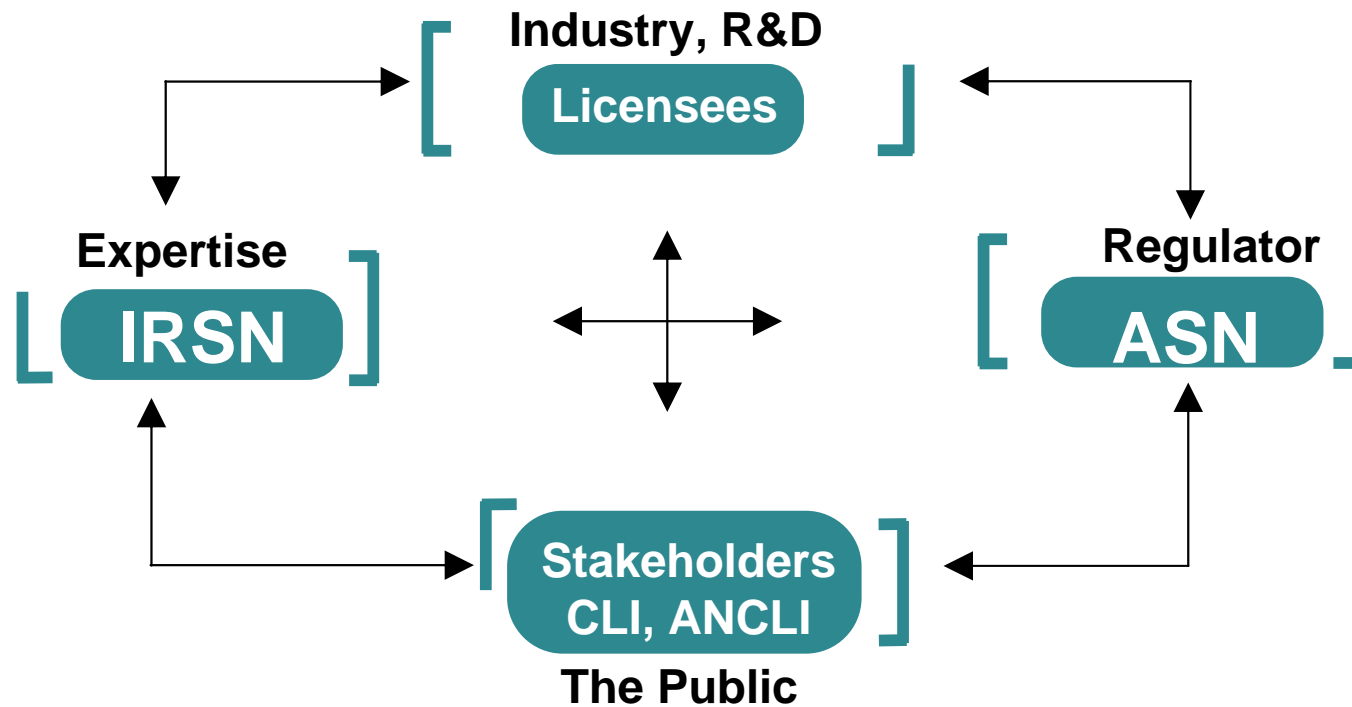 Industry, R&D
Licensees
Expertise
IRSN
Regulator
ASN
Stakeholders
CLI, ANCLI
The Public